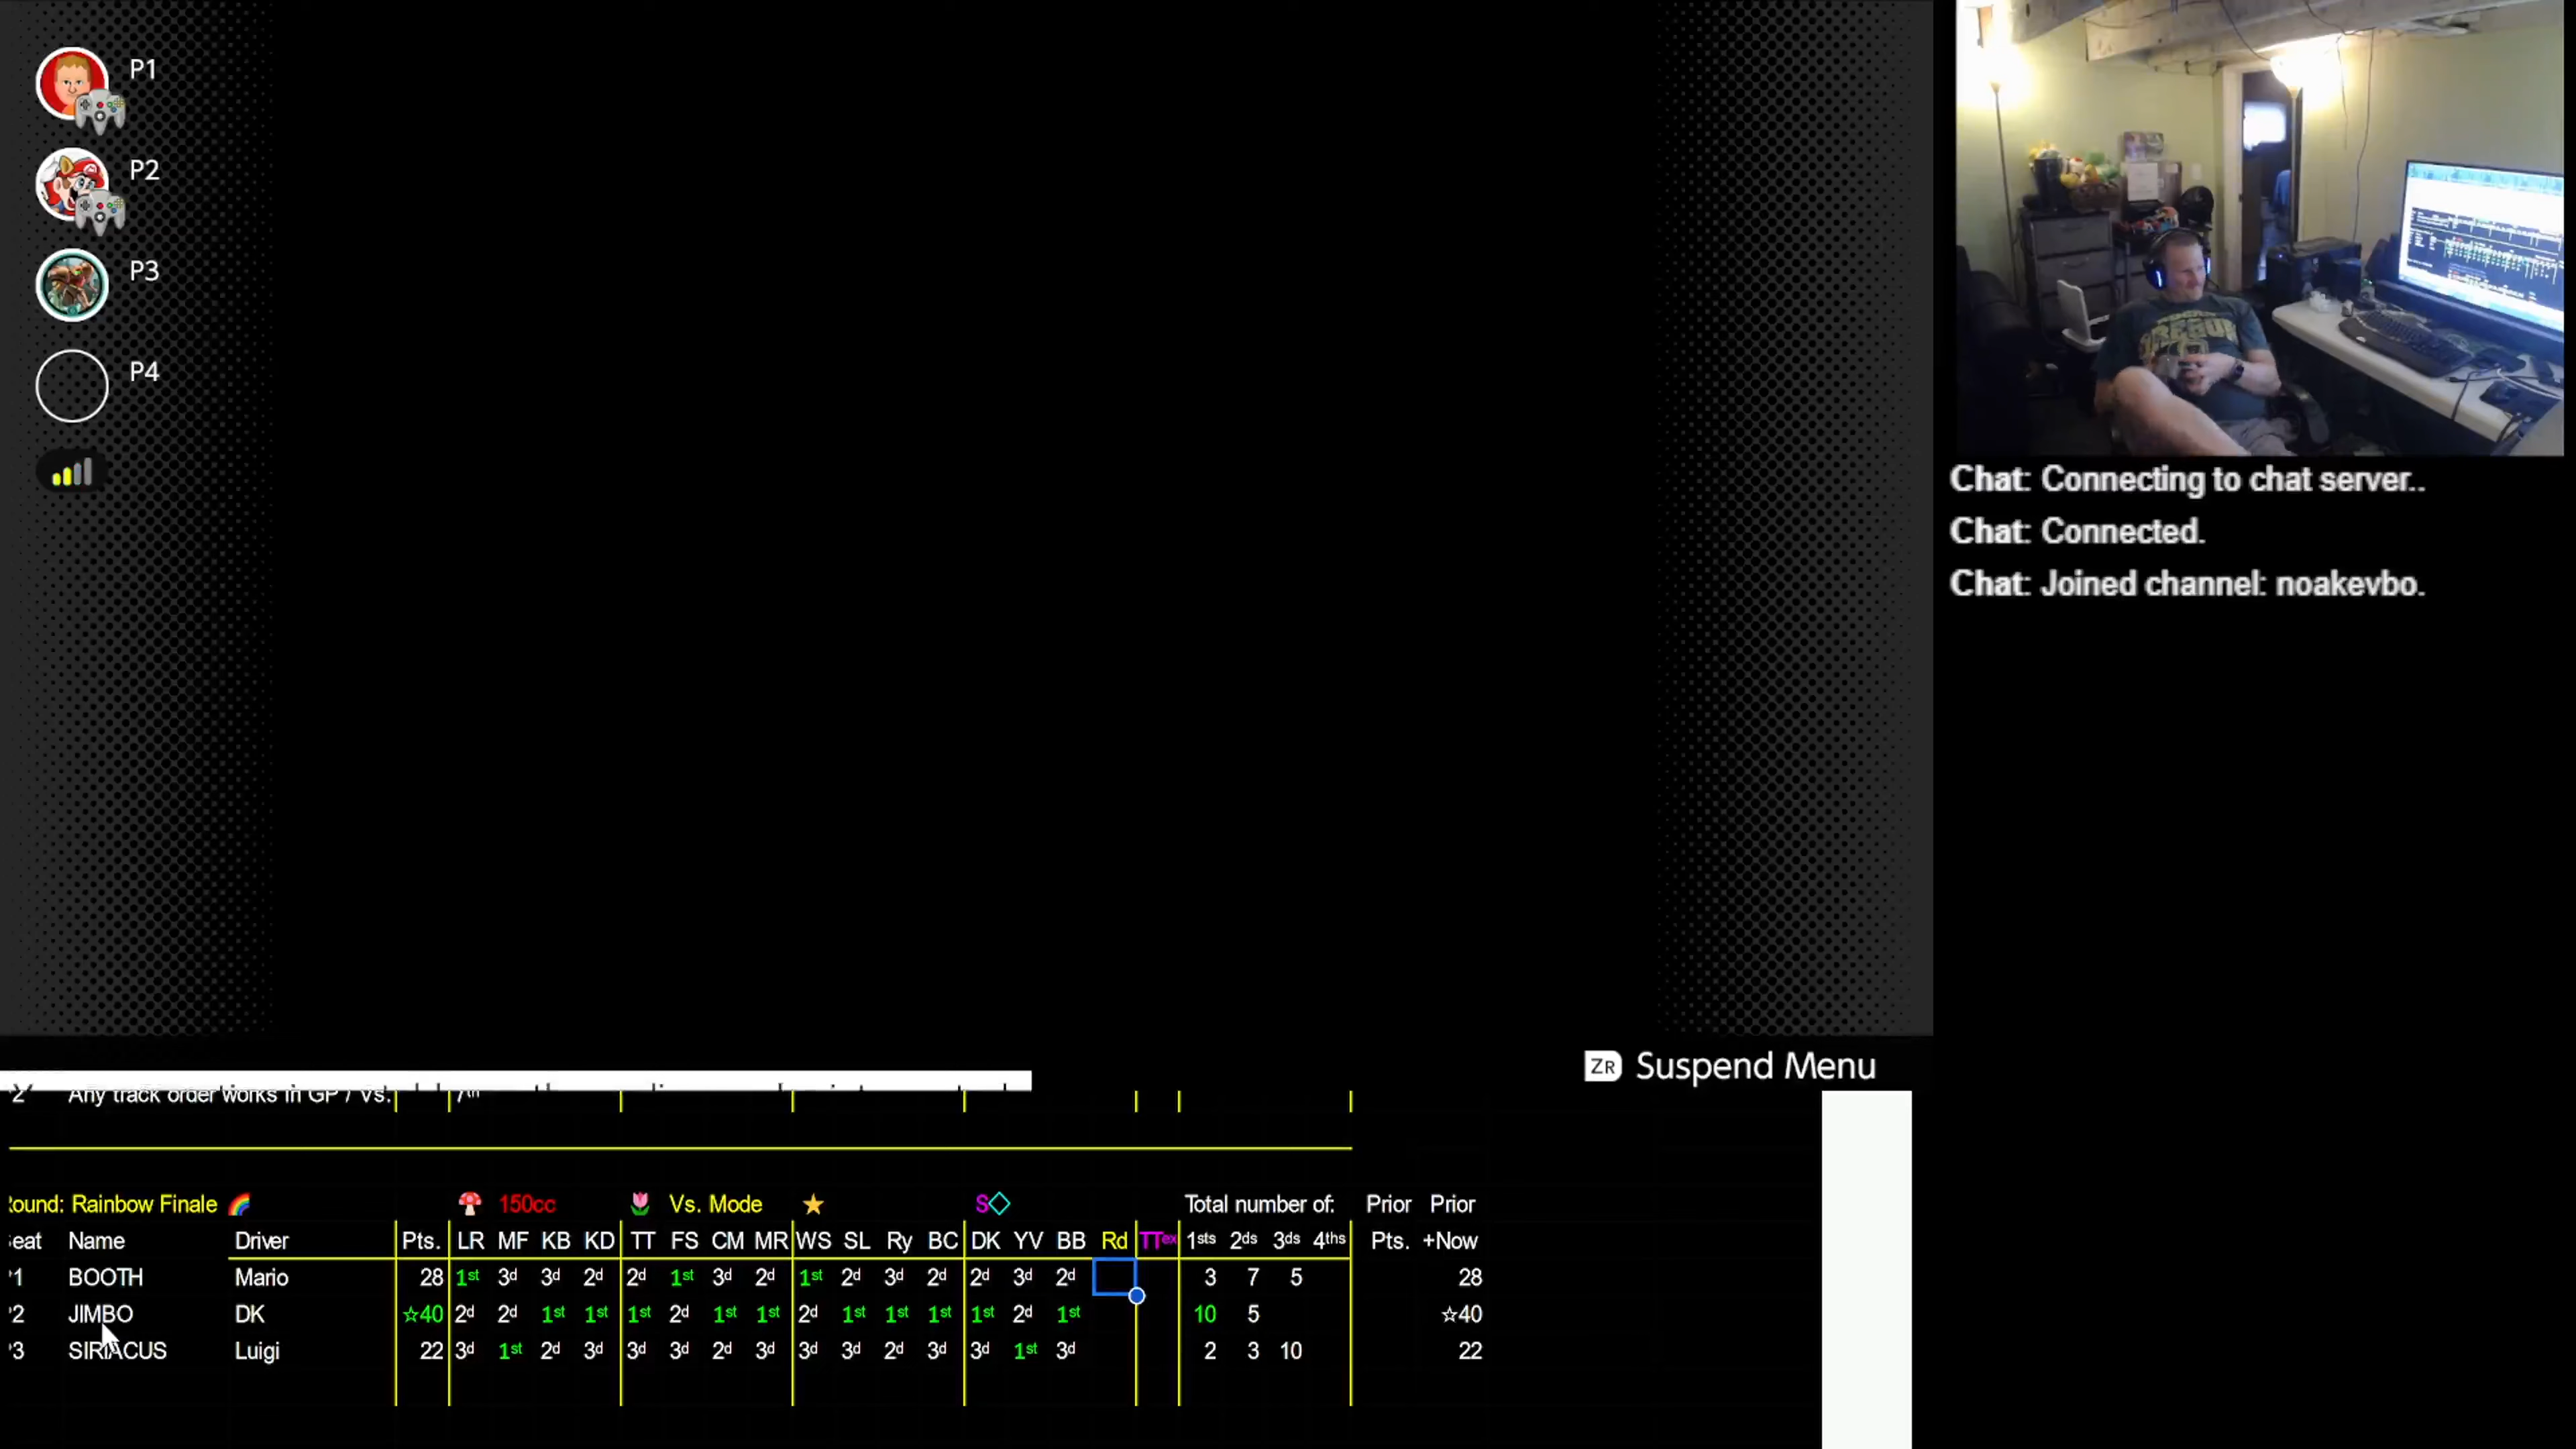 P1
P2
P3
P4
Chat: Connecting to chat server..
Chat: Connected.
Chat: Joined channel: noakevbo.
ZR Suspend Menu
2 Any track order works in GP / Vs. 7th
Round: Rainbow Finale 🌈 🍄 150cc 🌷 Vs. Mode ⭐ S◇ Total number of: Prior Prior
eat Name Driver Pts. LR MF KB KD TT FS CM MR WS SL Ry BC DK YV BB Rd TTex 1sts 2ds 3ds 4ths Pts. +Now
1 BOOTH Mario 28 1st 3d 3d 2d 2d 1st 3d 2d 1st 2d 3d 2d 2d 3d 2d 3 7 5 28
2 JIMBO DK ☆40 2d 2d 1st 1st 1st 2d 1st 1st 2d 1st 1st 1st 1st 2d 1st 10 5 ☆40
3 SIRIACUS Luigi 22 3d 1st 2d 3d 3d 3d 2d 3d 3d 3d 2d 3d 3d 1st 3d 2 3 10 22